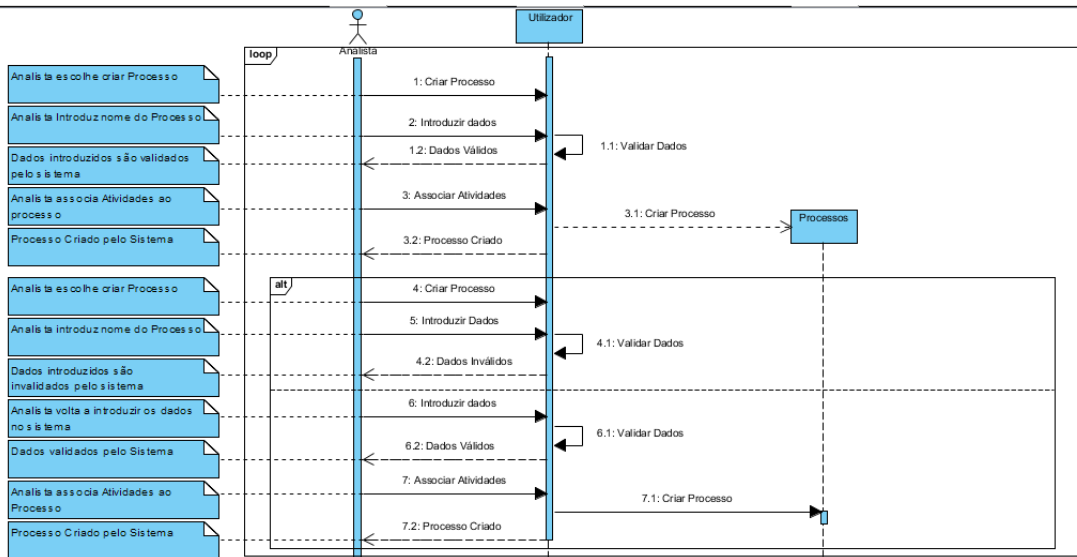 Utilizador
Analista
loop
Analista escolhe criar Processo
1: Criar Processo
Analista Introduz nome do Processo
2: Introduzir dados
1.1: Validar Dados
1.2: Dados Válidos
Dados introduzidos são validados
pelo sistema
Analista associa Atividades ao
processo
3: Associar Atividades
3.1: Criar Processo
Processos
Processo Criado pelo Sistema
3.2: Processo Criado
alt
Analista escolhe criar Processo
4: Criar Processo
Analista introduz nome do Processo
5: Introduzir Dados
4.1: Validar Dados
4.2: Dados Inválidos
Dados introduzidos são
invalidados pelo sistema
Analista volta a introduzir os dados
no sistema
6: Introduzir dados
6.1: Validar Dados
6.2: Dados Válidos
Dados validados pelo Sistema
7: Associar Atividades
Analista associa Atividades ao
Processo
7.1: Criar Processo
7.2: Processo Criado
Processo Criado pelo Sistema